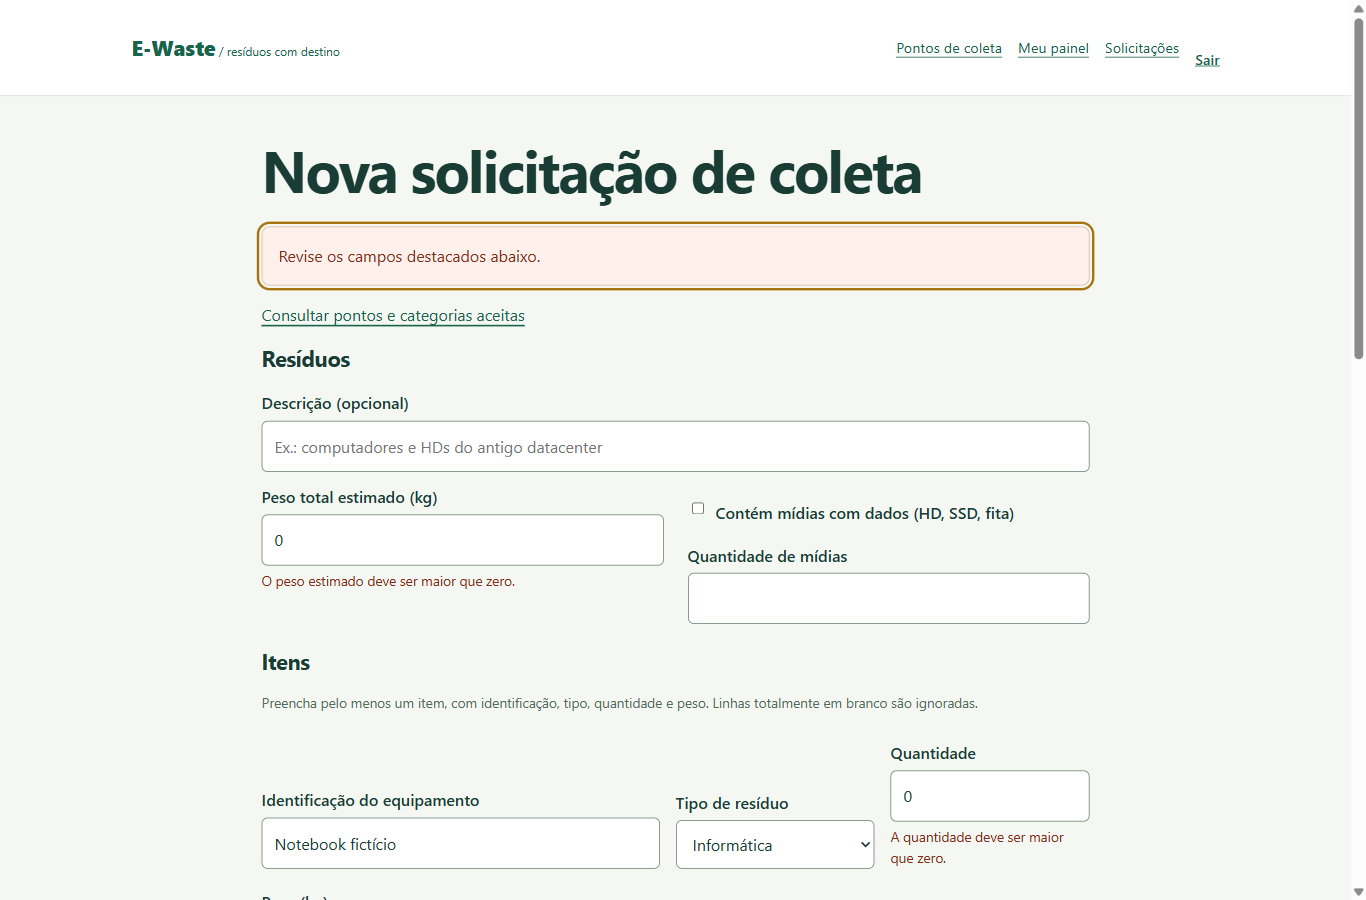 E-Waste / resíduos com destino
Pontos de coleta Meu painel Solicitações Sair
Nova solicitação de coleta
Revise os campos destacados abaixo.
Consultar pontos e categorias aceitas
Resíduos
Descrição (opcional)
Ex.: computadores e HDs do antigo datacenter
Peso total estimado (kg)
0
O peso estimado deve ser maior que zero.
Contém mídias com dados (HD, SSD, fita)
Quantidade de mídias
Itens
Preencha pelo menos um item, com identificação, tipo, quantidade e peso. Linhas totalmente em branco são ignoradas.
Identificação do equipamento
Notebook fictício
Tipo de resíduo
Informática
Quantidade
0
A quantidade deve ser maior
que zero.